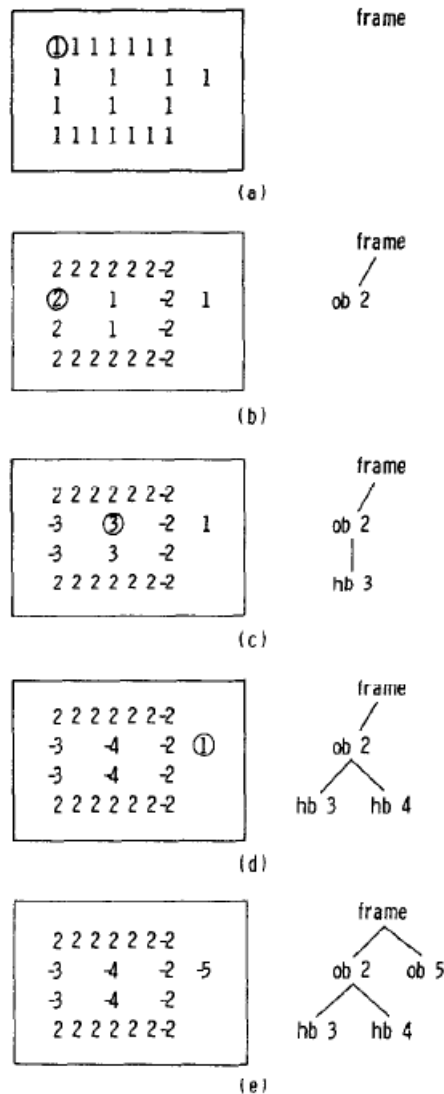 frame
1 1 1 1 1 1 1
1 1 1 1
1 1 1
1 1 1 1 1 1 1
(a)
frame
2 2 2 2 2 2 -2
2 1 -2 1
ob 2
2 1 -2
2 2 2 2 2 2 -2
(b)
frame
2 2 2 2 2 2 -2
-3 3 -2 1
ob 2
-3 3 -2
2 2 2 2 2 2 -2
hb 3
(c)
frame
2 2 2 2 2 2 -2
-3 -4 -2 1
ob 2
-3 -4 -2
2 2 2 2 2 2 -2
hb 3 hb 4
(d)
frame
2 2 2 2 2 2 -2
-3 -4 -2 -5
ob 2 ob 5
-3 -4 -2
2 2 2 2 2 2 -2
hb 3 hb 4
(e)